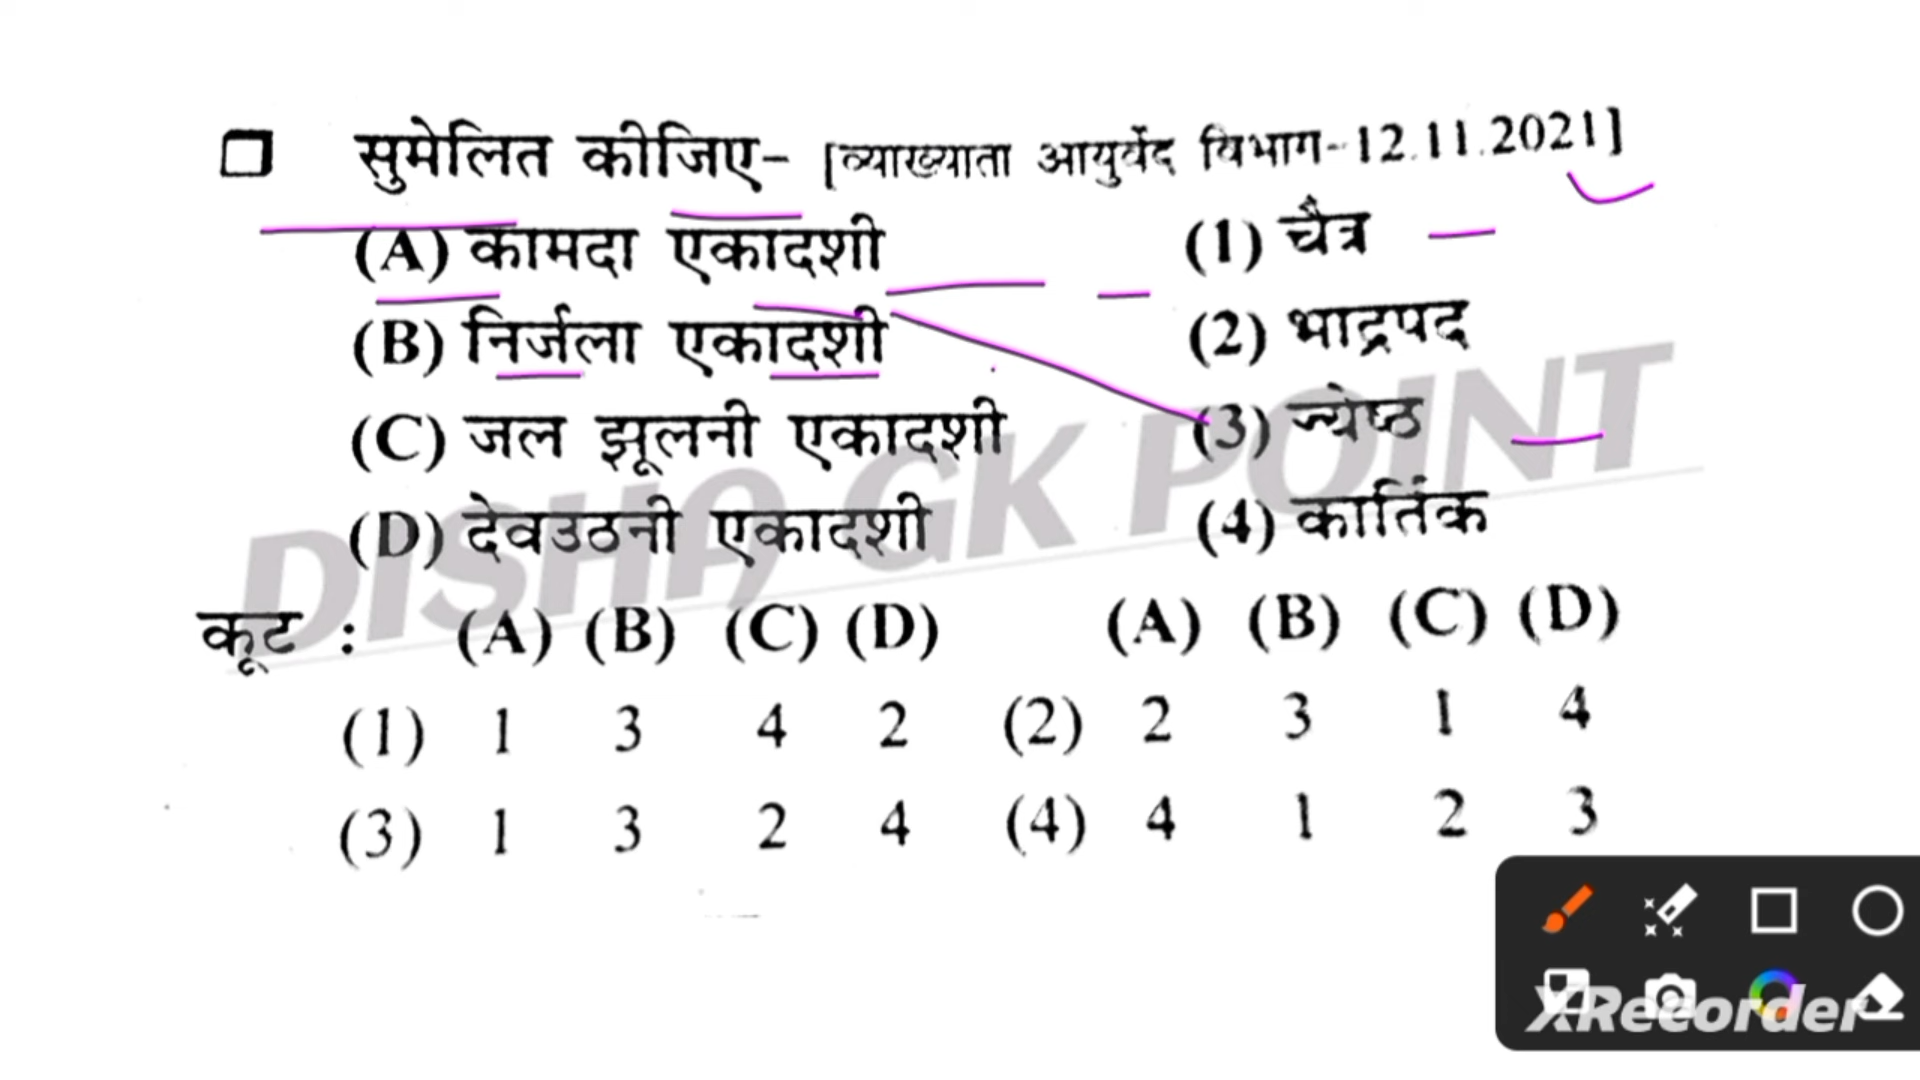 सुमेलित कीजिए- [व्याख्याता आयुर्वेद विभाग-12.11.2021]
(A) कामदा एकादशी (1) चैत्र
(B) निर्जला एकादशी (2) भाद्रपद
(C) जल झूलनी एकादशी (3) ज्येष्ठ
(D) देवउठनी एकादशी (4) कार्तिक
DISHA GK POINT
कूट : (A) (B) (C) (D) (A) (B) (C) (D)
(1) 1 3 4 2 (2) 2 3 1 4
(3) 1 3 2 4 (4) 4 1 2 3
XRecorder